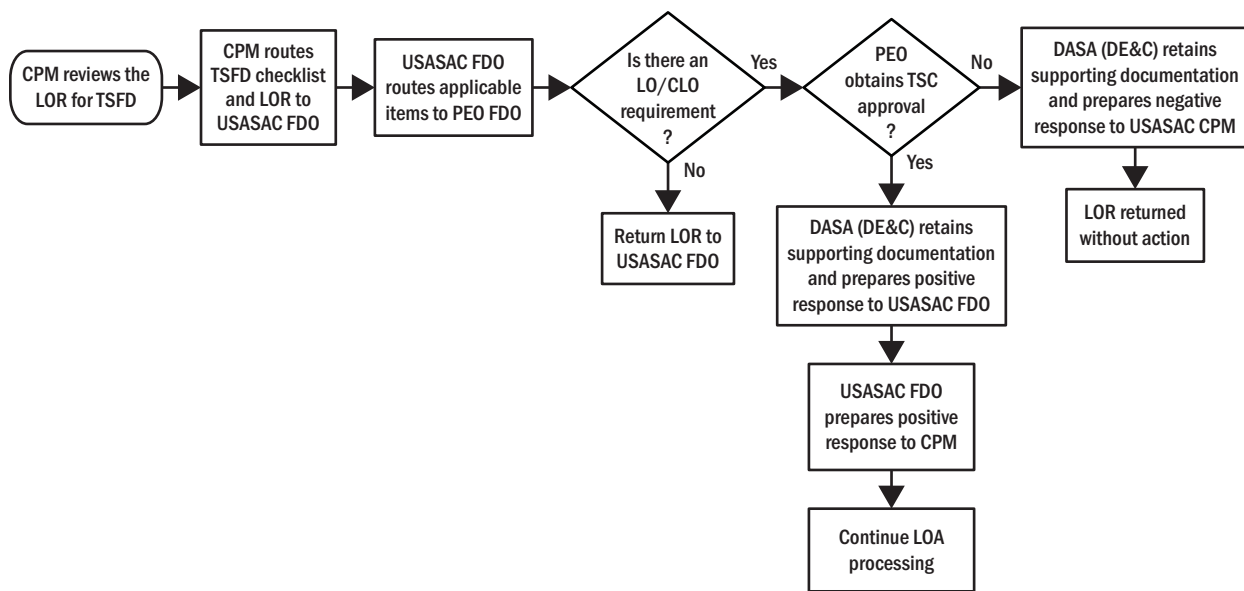 CPM reviews the
LOR for TSFD
CPM routes
TSFD checklist
and LOR to
USASAC FDO
USASAC FDO
routes applicable
items to PEO FDO
Is there an
LO/CLO
requirement
?
Yes
No
Return LOR to
USASAC FDO
PEO
obtains TSC
approval
?
No
Yes
DASA (DE&C) retains
supporting documentation
and prepares negative
response to USASAC CPM
LOR returned
without action
DASA (DE&C) retains
supporting documentation
and prepares positive
response to USASAC FDO
USASAC FDO
prepares positive
response to CPM
Continue LOA
processing